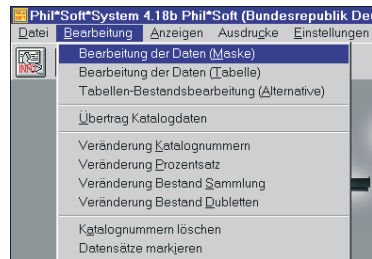 Phil*Soft*System 4.18b Phil*Soft (Bundesrepublik Deu
Datei Bearbeitung Anzeigen Ausdrucke Einstellungen
Bearbeitung der Daten (Maske)
Bearbeitung der Daten (Tabelle)
Tabellen-Bestandsbearbeitung (Alternative)
Übertrag Katalogdaten
Veränderung Katalognummern
Veränderung Prozentsatz
Veränderung Bestand Sammlung
Veränderung Bestand Dubletten
Katalognummern löschen
Datensätze markieren